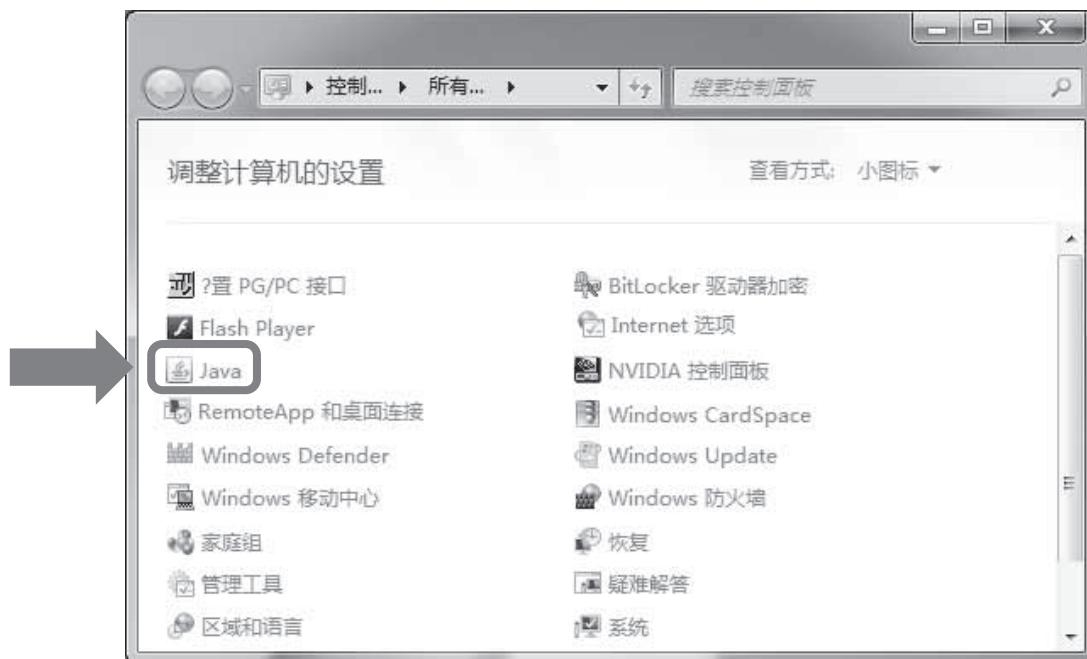 控制... 所有...
搜索控制面板
调整计算机的设置
查看方式: 小图标
?置 PG/PC 接口
BitLocker 驱动器加密
Flash Player
Internet 选项
Java
NVIDIA 控制面板
RemoteApp 和桌面连接
Windows CardSpace
Windows Defender
Windows Update
Windows 移动中心
Windows 防火墙
家庭组
恢复
管理工具
疑难解答
区域和语言
系统